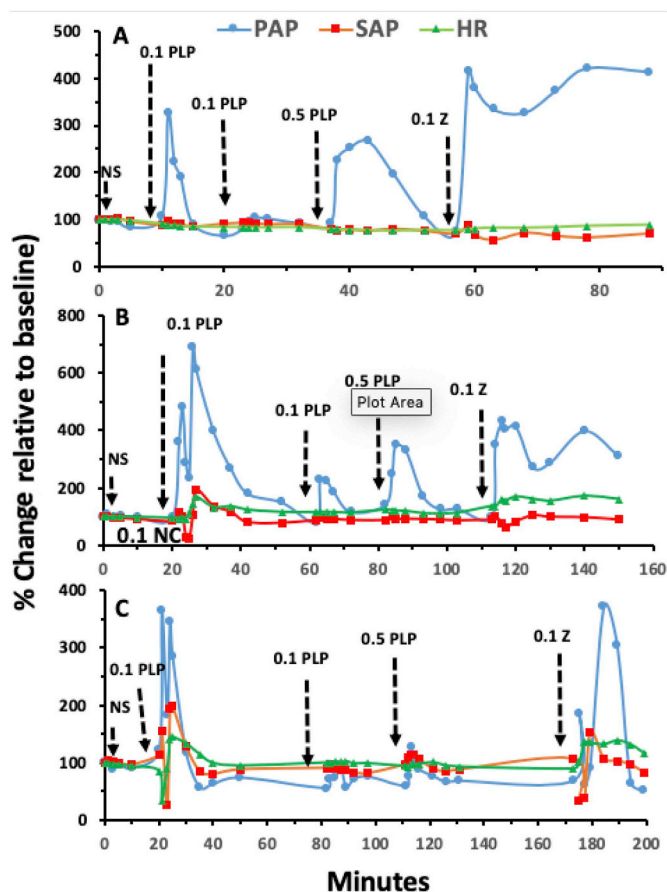 PAP SAP HR
A
500
400
300
200
100
0
0.1 PLP
0.1 PLP
0.5 PLP
0.1 Z
NS
0 20 40 60 80
B
800
600
400
200
0
0.1 PLP
0.1 PLP
0.5 PLP
Plot Area
0.1 Z
NS
0.1 NC
0 20 40 60 80 100 120 140 160
C
400
300
200
100
0
0.1 PLP
0.1 PLP
0.5 PLP
0.1 Z
NS
0 20 40 60 80 100 120 140 160 180 200
% Change relative to baseline
Minutes